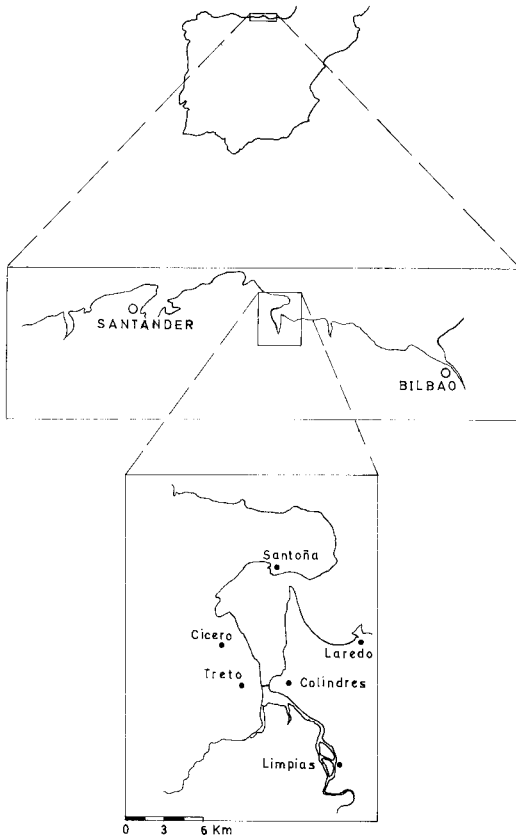 SANTANDER
BILBAO
Santoña
Cicero
Laredo
Treto
Colindres
Limpias
0 3 6 Km